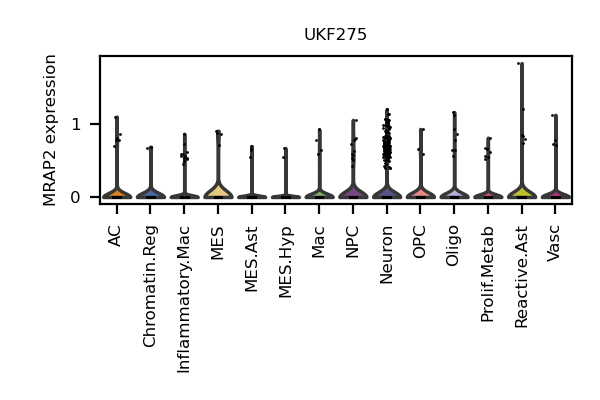 UKF275
MRAP2 expression
1
0
AC
Chromatin.Reg
Inflammatory.Mac
MES
MES.Ast
MES.Hyp
Mac
NPC
Neuron
OPC
Oligo
Prolif.Metab
Reactive.Ast
Vasc